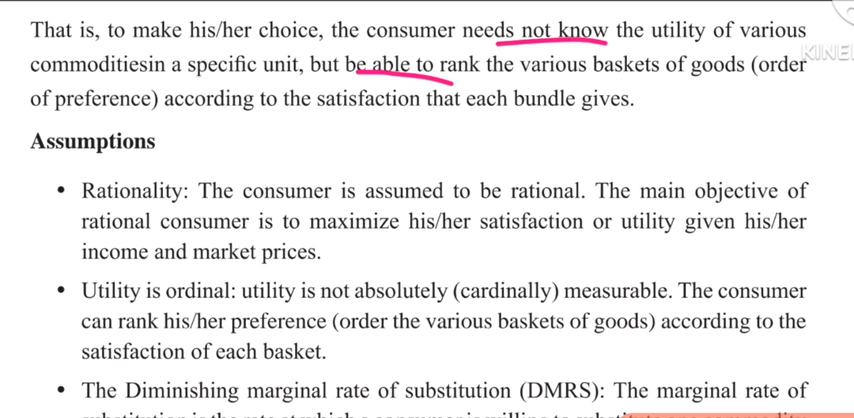 That is, to make his/her choice, the consumer needs not know the utility of various
commoditiesin a specific unit, but be able to rank the various baskets of goods (order
of preference) according to the satisfaction that each bundle gives.
Assumptions
• Rationality: The consumer is assumed to be rational. The main objective of
rational consumer is to maximize his/her satisfaction or utility given his/her
income and market prices.
• Utility is ordinal: utility is not absolutely (cardinally) measurable. The consumer
can rank his/her preference (order the various baskets of goods) according to the
satisfaction of each basket.
• The Diminishing marginal rate of substitution (DMRS): The marginal rate of